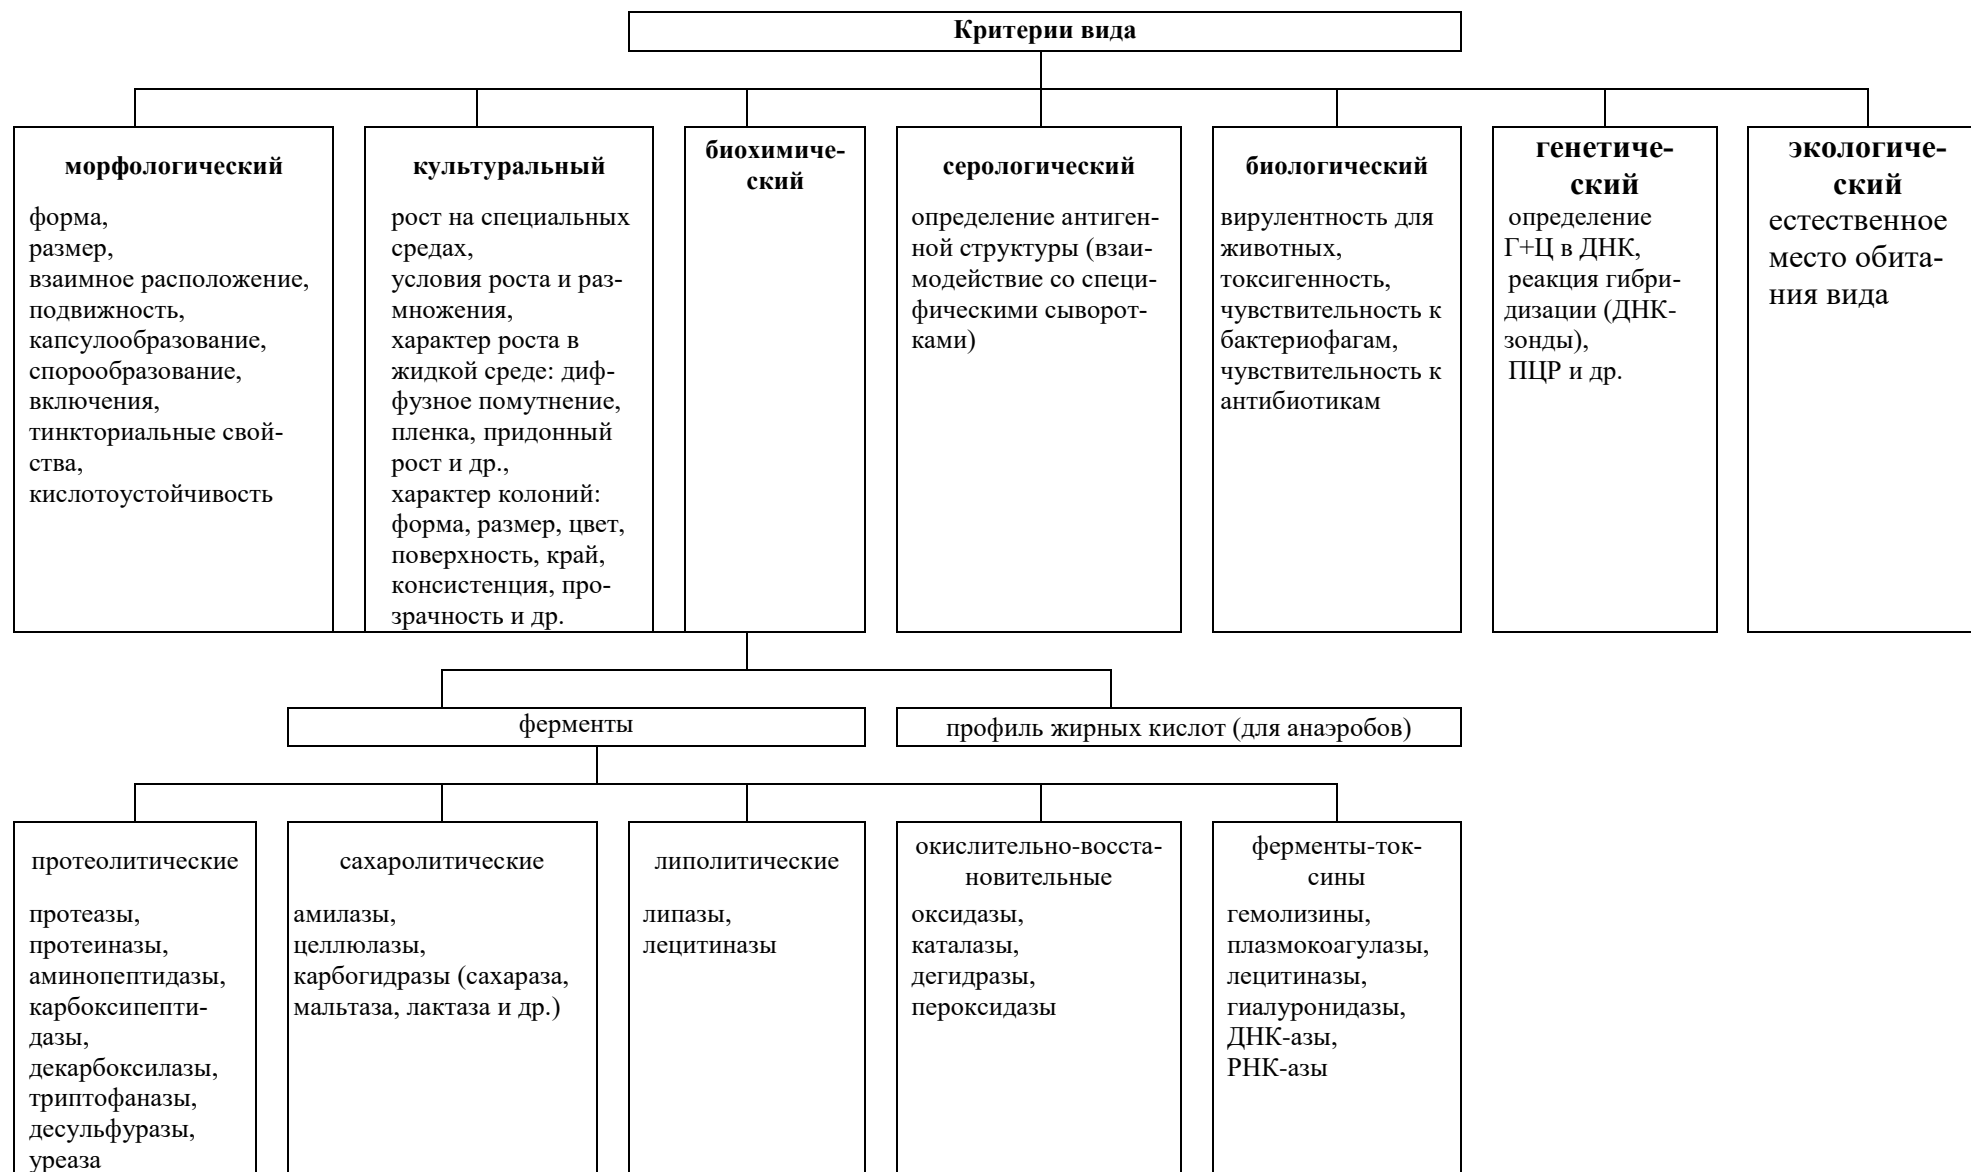 Критерии вида
морфологический
форма,
размер,
взаимное расположение,
подвижность,
капсулообразование,
спорообразование,
включения,
тинкториальные свой-
ства,
кислотоустойчивость
культуральный
рост на специальных
средах,
условия роста и раз-
множения,
характер роста в
жидкой среде: диф-
фузное помутнение,
пленка, придонный
рост и др.,
характер колоний:
форма, размер, цвет,
поверхность, край,
консистенция, про-
зрачность и др.
биохимиче-
ский
серологический
определение антиген-
ной структуры (взаи-
модействие со специ-
фическими сыворот-
ками)
биологический
вирулентность для
животных,
токсигенность,
чувствительность к
бактериофагам,
чувствительность к
антибиотикам
генетиче-
ский
определение
Г+Ц в ДНК,
реакция гибри-
дизации (ДНК-
зонды),
ПЦР и др.
экологиче-
ский
естественное
место обита-
ния вида
ферменты
профиль жирных кислот (для анаэробов)
протеолитические
протеазы,
протеиназы,
аминопептидазы,
карбоксипепти-
дазы,
декарбоксилазы,
триптофаназы,
десульфуразы,
уреаза
сахаролитические
амилазы,
целлюлазы,
карбогидразы (сахараза,
мальтаза, лактаза и др.)
липолитические
липазы,
лецитиназы
окислительно-восста-
новительные
оксидазы,
каталазы,
дегидразы,
пероксидазы
ферменты-ток-
сины
гемолизины,
плазмокоагулазы,
лецитиназы,
гиалуронидазы,
ДНК-азы,
РНК-азы